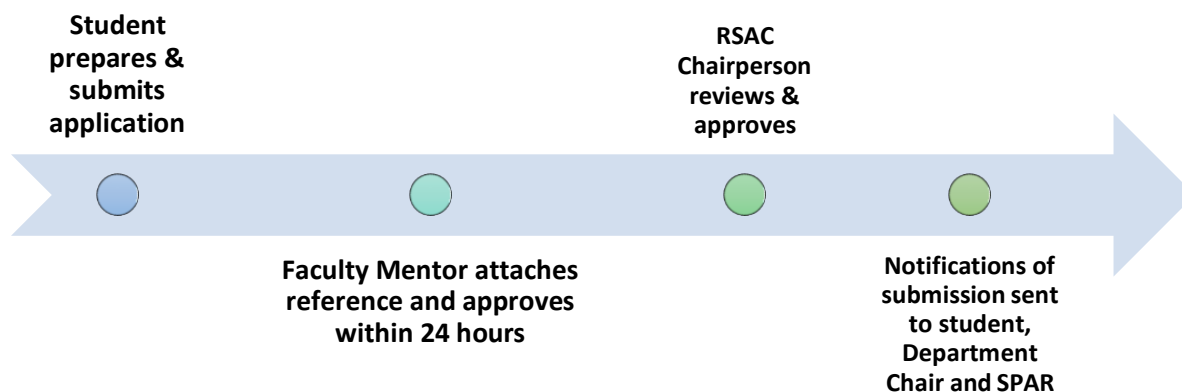 Student
prepares &
submits
application
Faculty Mentor attaches
reference and approves
within 24 hours
RSAC
Chairperson
reviews &
approves
Notifications of
submission sent
to student,
Department
Chair and SPAR